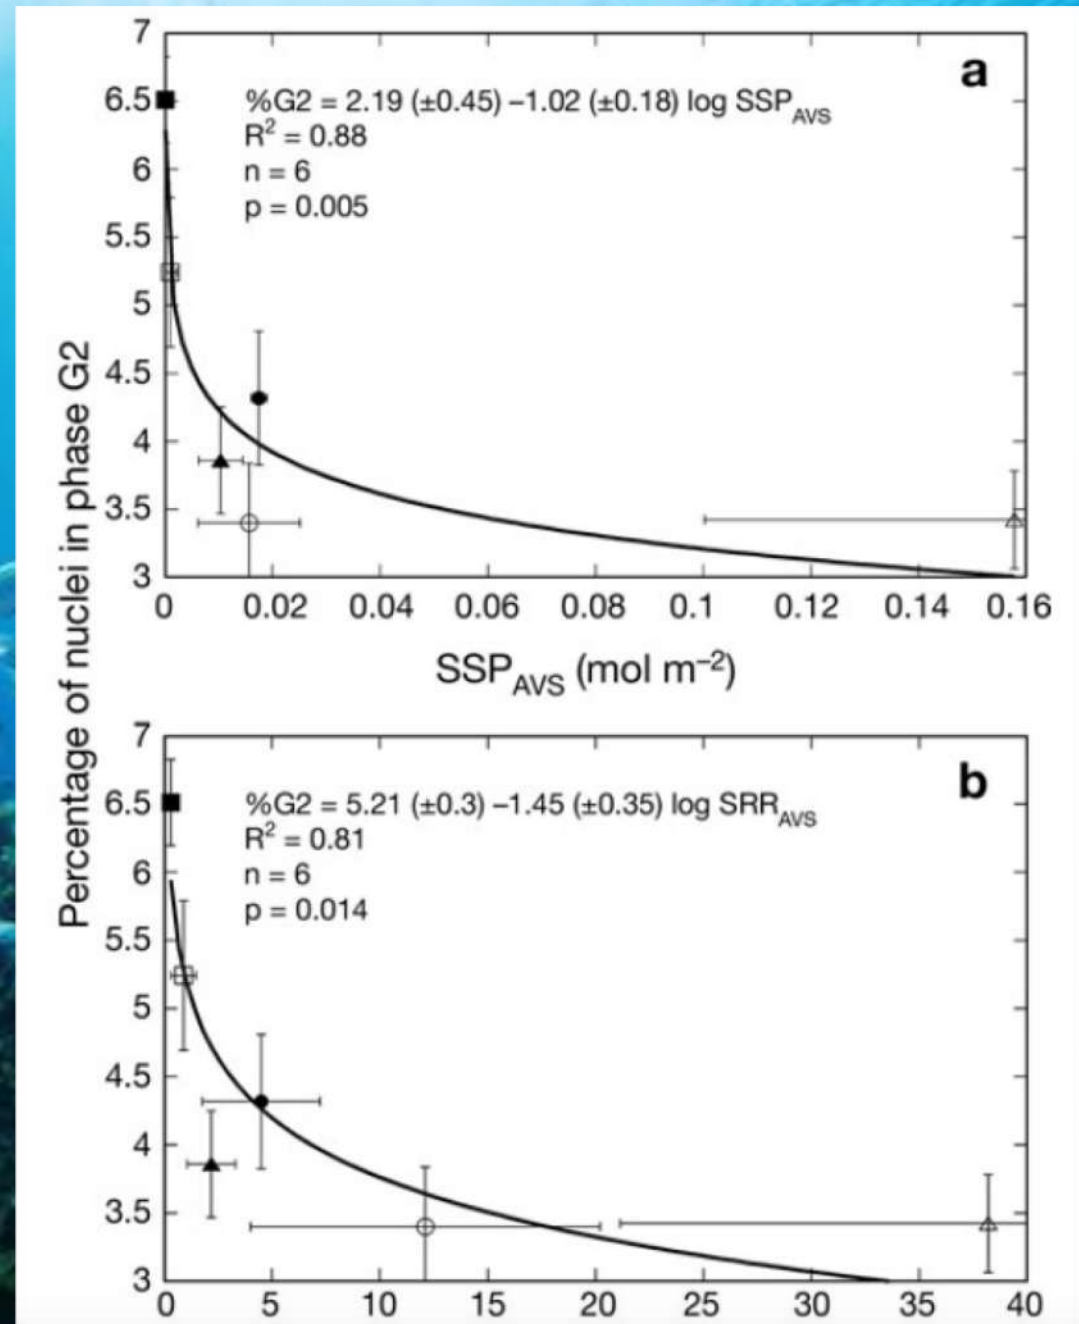 Percentage of nuclei in phase G2
a
7
6.5
6
5.5
5
4.5
4
3.5
3
%G2 = 2.19 (±0.45) –1.02 (±0.18) log SSP_AVS
R² = 0.88
n = 6
p = 0.005
0 0.02 0.04 0.06 0.08 0.1 0.12 0.14 0.16
SSP_AVS (mol m⁻²)
b
7
6.5
6
5.5
5
4.5
4
3.5
3
%G2 = 5.21 (±0.3) –1.45 (±0.35) log SRR_AVS
R² = 0.81
n = 6
p = 0.014
0 5 10 15 20 25 30 35 40